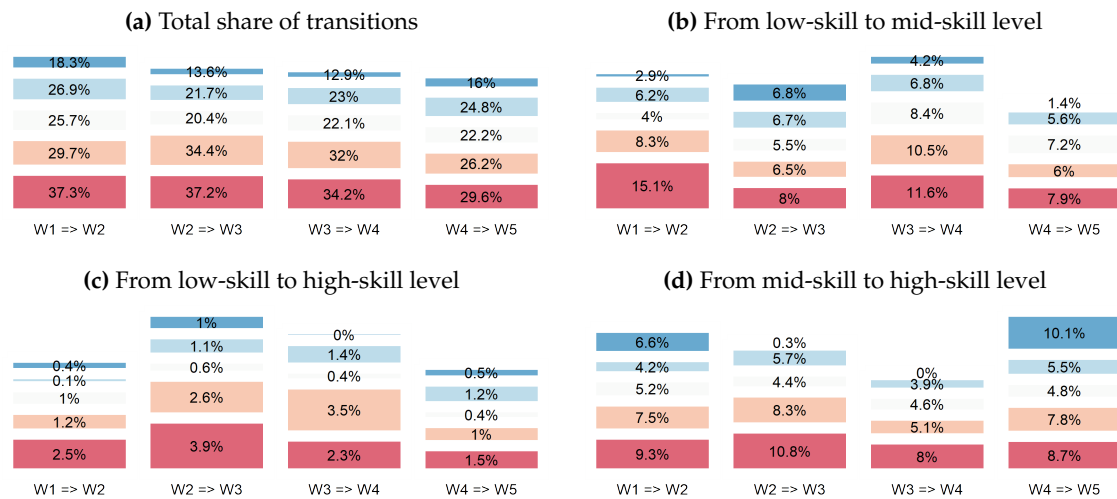 (a) Total share of transitions
18.3% 13.6% 12.9% 16%
26.9% 21.7% 23% 24.8%
25.7% 20.4% 22.1% 22.2%
29.7% 34.4% 32% 26.2%
37.3% 37.2% 34.2% 29.6%
W1 => W2 W2 => W3 W3 => W4 W4 => W5
(b) From low-skill to mid-skill level
2.9% 6.8% 4.2% 1.4%
6.2% 6.7% 6.8% 5.6%
4% 5.5% 8.4% 7.2%
8.3% 6.5% 10.5% 6%
15.1% 8% 11.6% 7.9%
W1 => W2 W2 => W3 W3 => W4 W4 => W5
(c) From low-skill to high-skill level
0.4% 1% 0% 0.5%
0.1% 1.1% 1.4% 1.2%
1% 0.6% 0.4% 0.4%
1.2% 2.6% 3.5% 1%
2.5% 3.9% 2.3% 1.5%
W1 => W2 W2 => W3 W3 => W4 W4 => W5
(d) From mid-skill to high-skill level
6.6% 0.3% 0% 10.1%
4.2% 5.7% 3.9% 5.5%
5.2% 4.4% 4.6% 4.8%
7.5% 8.3% 5.1% 7.8%
9.3% 10.8% 8% 8.7%
W1 => W2 W2 => W3 W3 => W4 W4 => W5